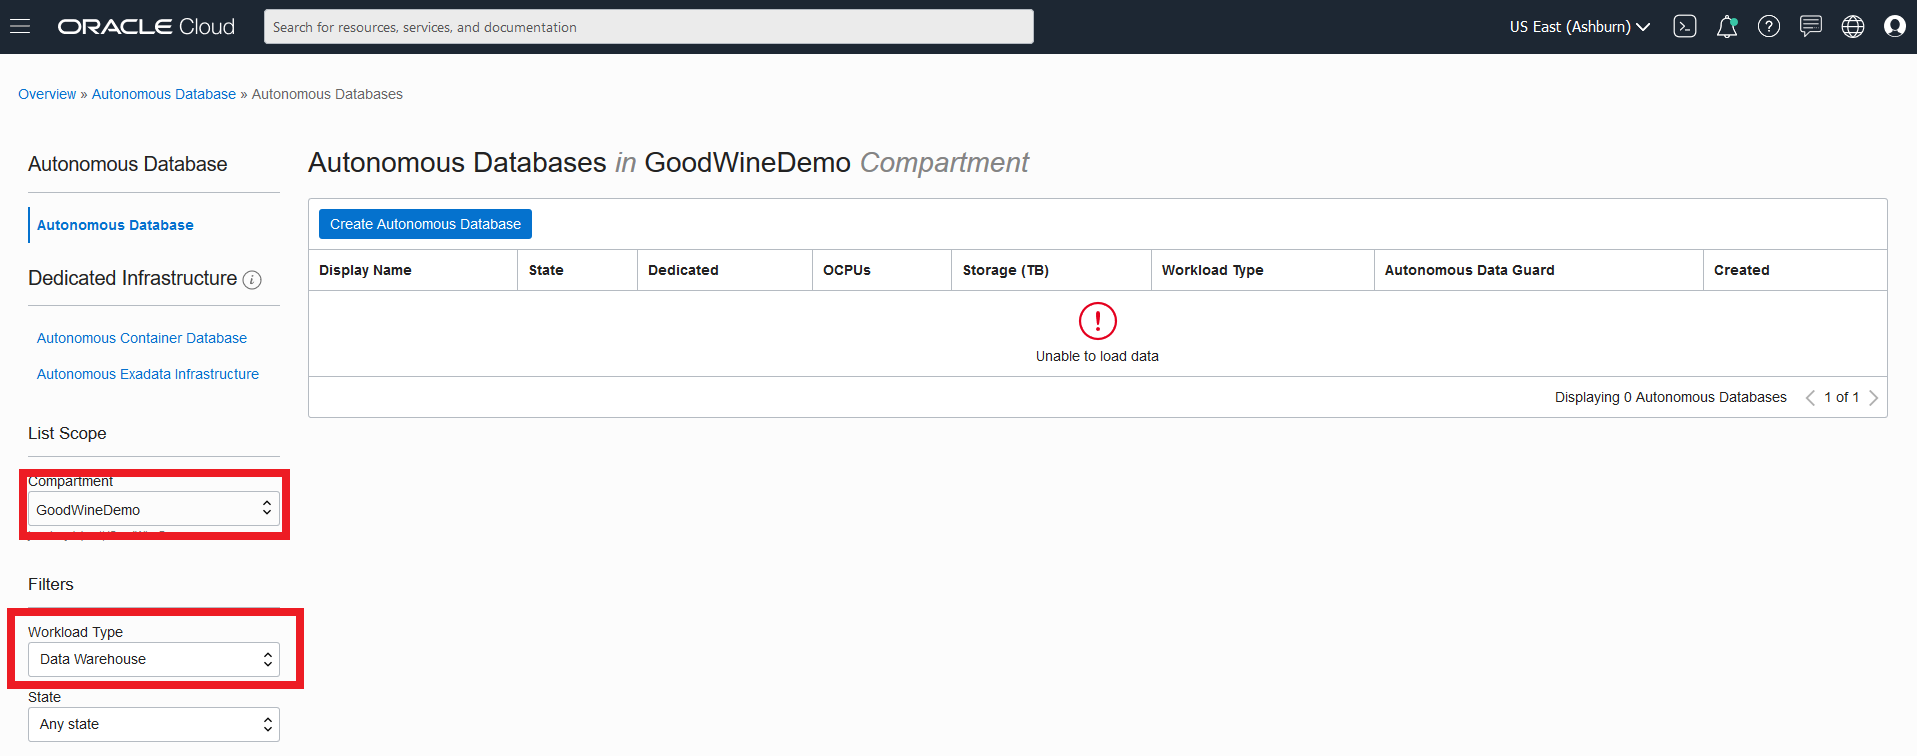 ORACLE Cloud
Search for resources, services, and documentation
US East (Ashburn)
Overview » Autonomous Database » Autonomous Databases
Autonomous Database
Autonomous Database
Dedicated Infrastructure
Autonomous Container Database
Autonomous Exadata Infrastructure
List Scope
Compartment
GoodWineDemo
Filters
Workload Type
Data Warehouse
State
Any state
Autonomous Databases in GoodWineDemo Compartment
Create Autonomous Database
Display Name State Dedicated OCPUs Storage (TB) Workload Type Autonomous Data Guard Created
Unable to load data
Displaying 0 Autonomous Databases 1 of 1